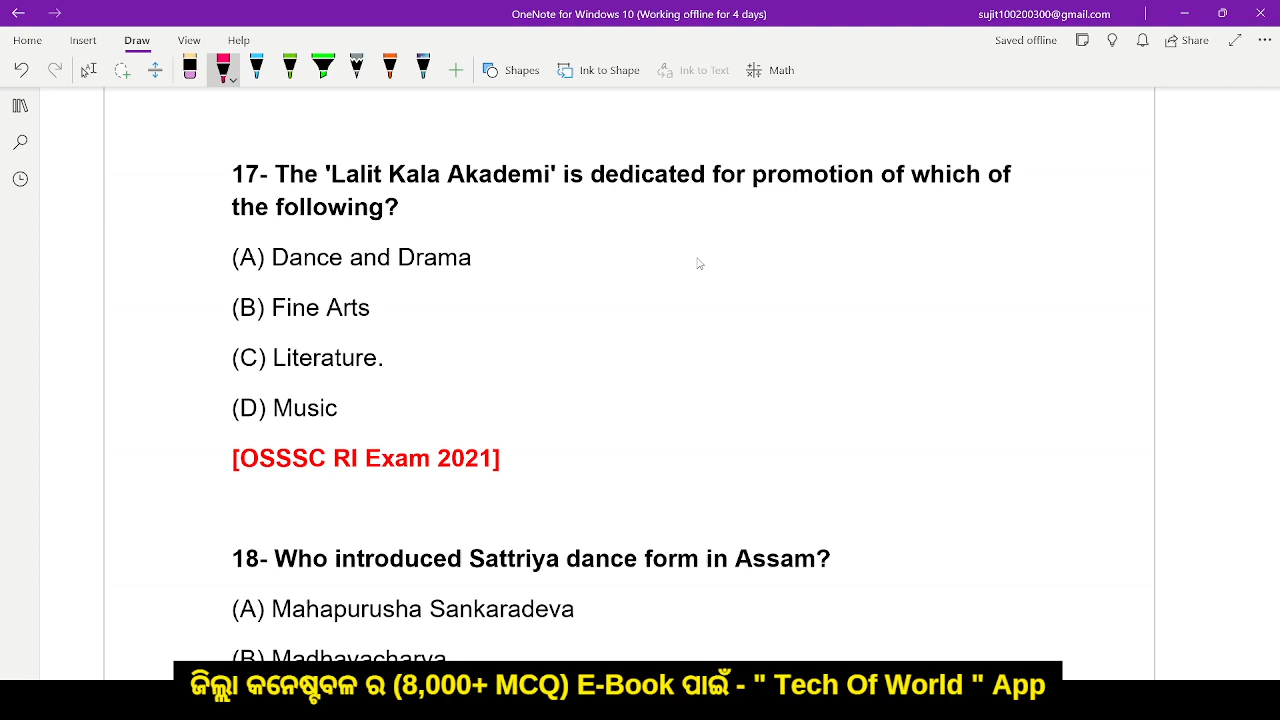 OneNote for Windows 10 (Working offline for 4 days)
sujit100200300@gmail.com
Home Insert Draw View Help
Saved offline
Share
Shapes Ink to Shape Ink to Text Math
17- The 'Lalit Kala Akademi' is dedicated for promotion of which of
the following?
(A) Dance and Drama
(B) Fine Arts
(C) Literature.
(D) Music
[OSSSC RI Exam 2021]
18- Who introduced Sattriya dance form in Assam?
(A) Mahapurusha Sankaradeva
(B) Madhavacharya
ଜିଲ୍ଲା କନେଷ୍ଟବଳ ର (8,000+ MCQ) E-Book ପାଇଁ - " Tech Of World " App